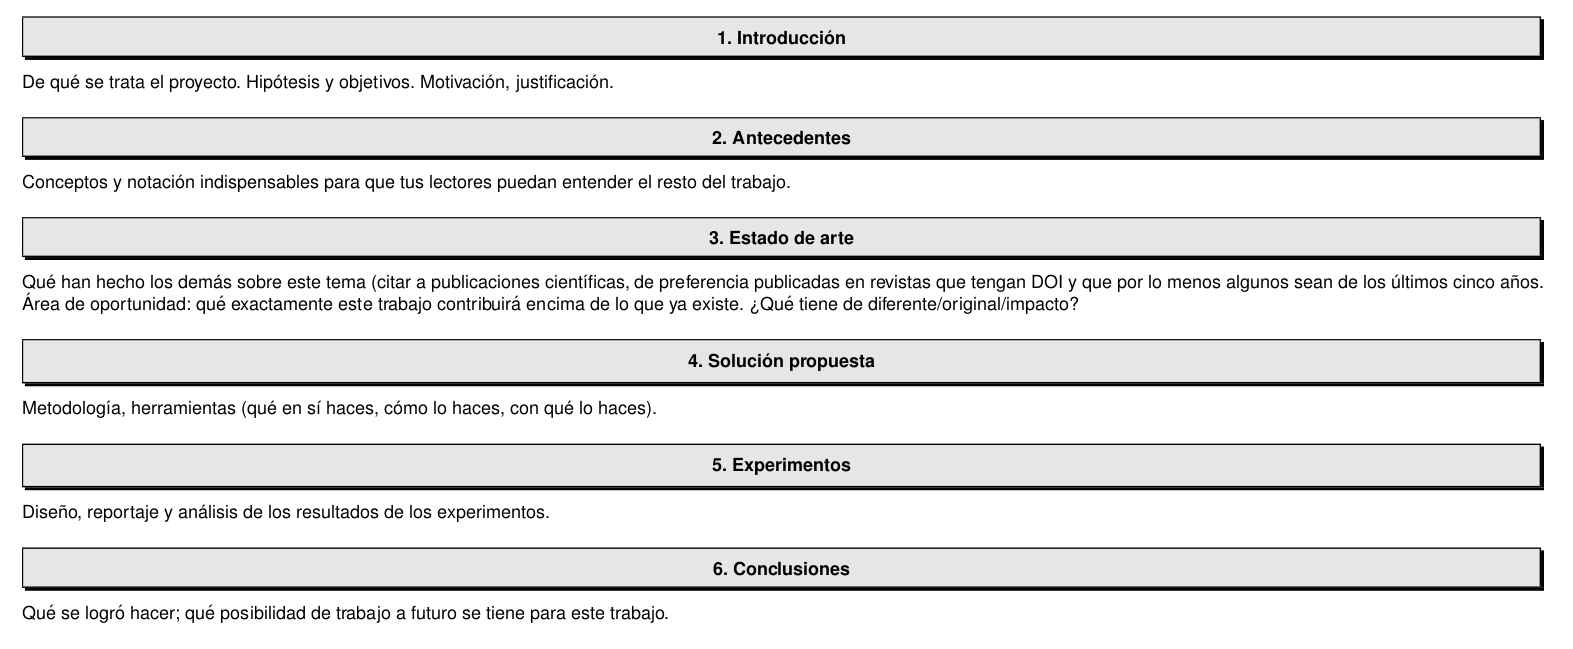 1. Introducción
De qué se trata el proyecto. Hipótesis y objetivos. Motivación, justificación.
2. Antecedentes
Conceptos y notación indispensables para que tus lectores puedan entender el resto del trabajo.
3. Estado de arte
Qué han hecho los demás sobre este tema (citar a publicaciones científicas, de preferencia publicadas en revistas que tengan DOI y que por lo menos algunos sean de los últimos cinco años.
Área de oportunidad: qué exactamente este trabajo contribuirá encima de lo que ya existe. ¿Qué tiene de diferente/original/impacto?
4. Solución propuesta
Metodología, herramientas (qué en sí haces, cómo lo haces, con qué lo haces).
5. Experimentos
Diseño, reportaje y análisis de los resultados de los experimentos.
6. Conclusiones
Qué se logró hacer; qué posibilidad de trabajo a futuro se tiene para este trabajo.